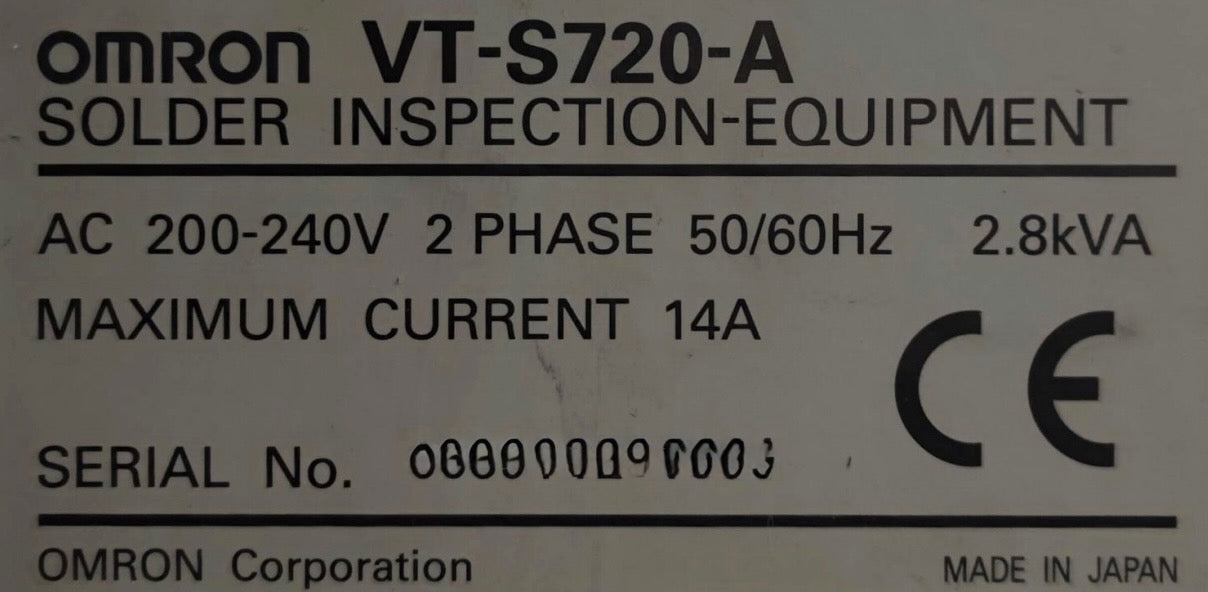 OMRON VT-S720-A
SOLDER INSPECTION-EQUIPMENT
AC 200-240V 2 PHASE 50/60Hz 2.8kVA
MAXIMUM CURRENT 14A
CE
SERIAL No.
OMRON Corporation
MADE IN JAPAN